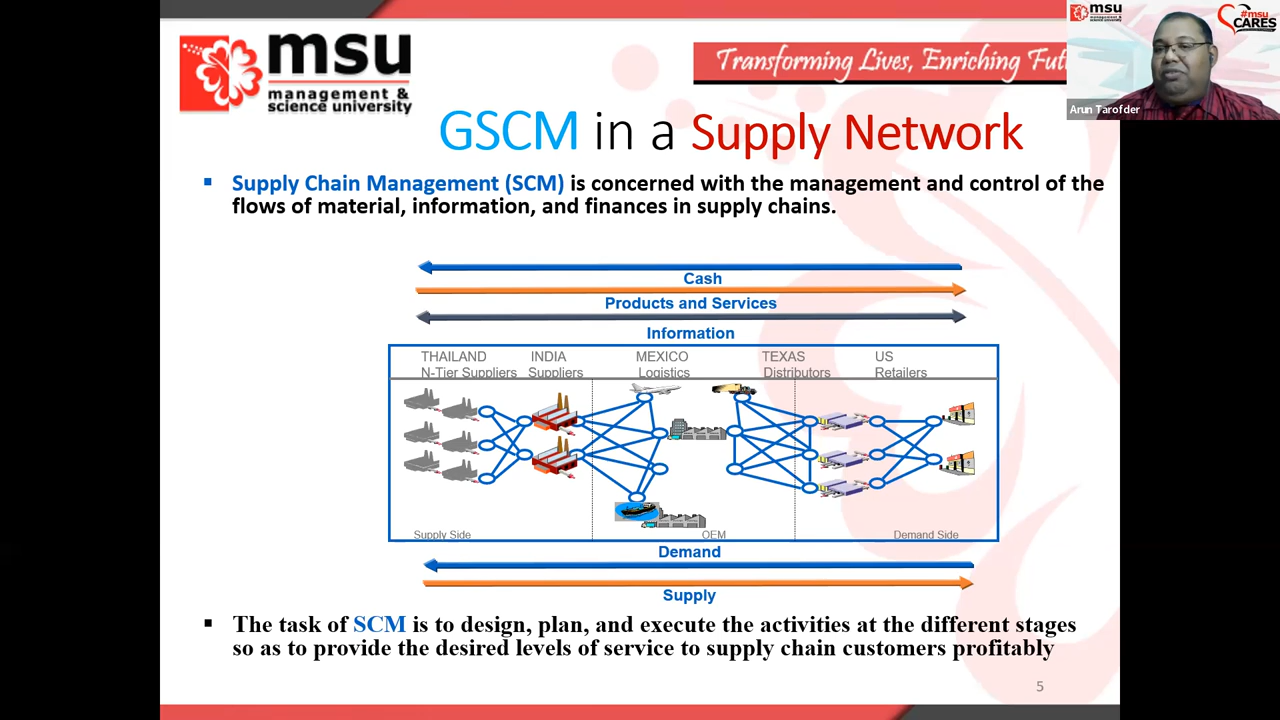 msu
management &
science university
Transforming Lives, Enriching
msu
management &
science university
#msu
CARES
Arun Tarofder
GSCM in a Supply Network
▪ Supply Chain Management (SCM) is concerned with the management and control of the
flows of material, information, and finances in supply chains.
Cash
Products and Services
Information
THAILAND INDIA MEXICO TEXAS US
N-Tier Suppliers Suppliers Logistics Distributors Retailers
Supply Side OEM Demand Side
Demand
Supply
▪ The task of SCM is to design, plan, and execute the activities at the different stages
so as to provide the desired levels of service to supply chain customers profitably
5